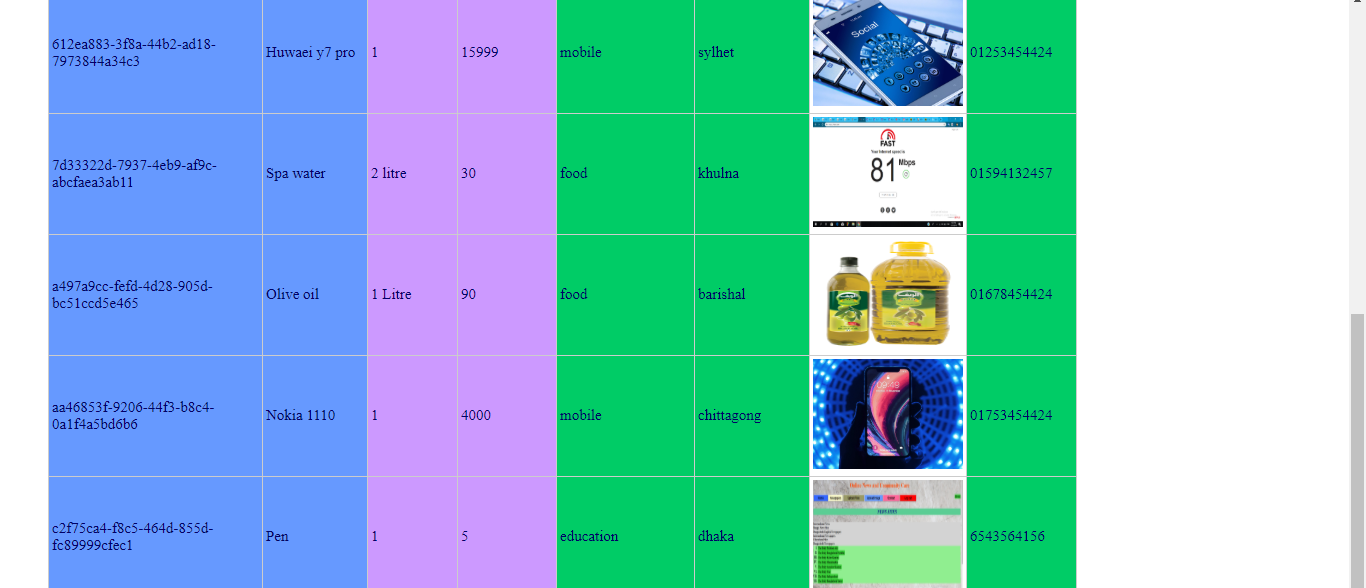 612ea883-3f8a-44b2-ad18-
7973844a34c3
Huwaei y7 pro
1
15999
mobile
sylhet
Social
01253454424
7d33322d-7937-4eb9-af9c-
abcfaea3ab11
Spa water
2 litre
30
food
khulna
FAST
Your Internet speed is
81 Mbps
01594132457
a497a9cc-fefd-4d28-905d-
bc51ccd5e465
Olive oil
1 Litre
90
food
barishal
01678454424
aa46853f-9206-44f3-b8c4-
0a1f4a5bd6b6
Nokia 1110
1
4000
mobile
chittagong
09:49
01753454424
c2f75ca4-f8c5-464d-855d-
fc89999cfec1
Pen
1
5
education
dhaka
6543564156